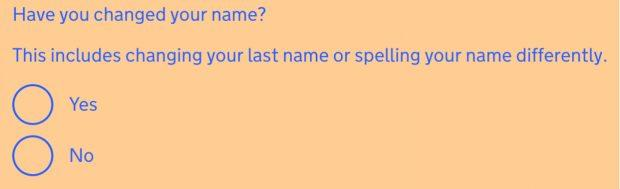 Have you changed your name?
This includes changing your last name or spelling your name differently.
Yes
No